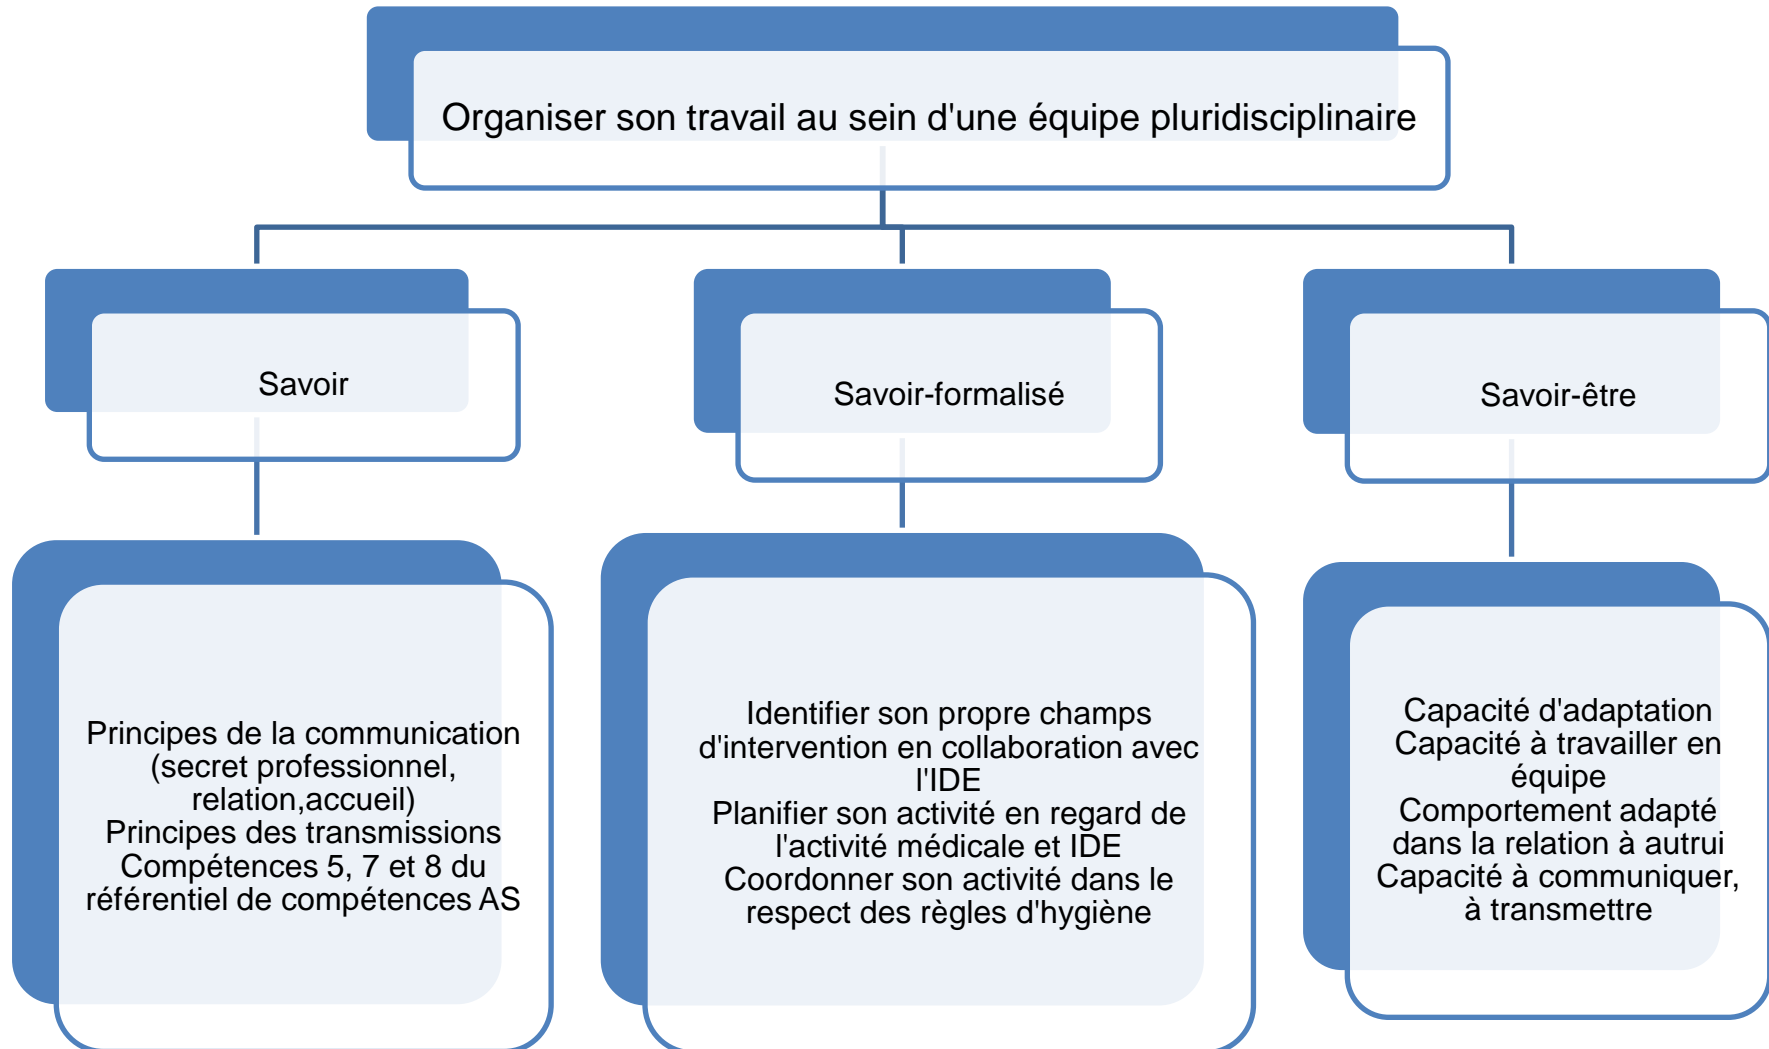 Organiser son travail au sein d'une équipe pluridisciplinaire
Savoir
Savoir-formalisé
Savoir-être
Principes de la communication
(secret professionnel,
relation,accueil)
Principes des transmissions
Compétences 5, 7 et 8 du
référentiel de compétences AS
Identifier son propre champs
d'intervention en collaboration avec
l'IDE
Planifier son activité en regard de
l'activité médicale et IDE
Coordonner son activité dans le
respect des règles d'hygiène
Capacité d'adaptation
Capacité à travailler en
équipe
Comportement adapté
dans la relation à autrui
Capacité à communiquer,
à transmettre